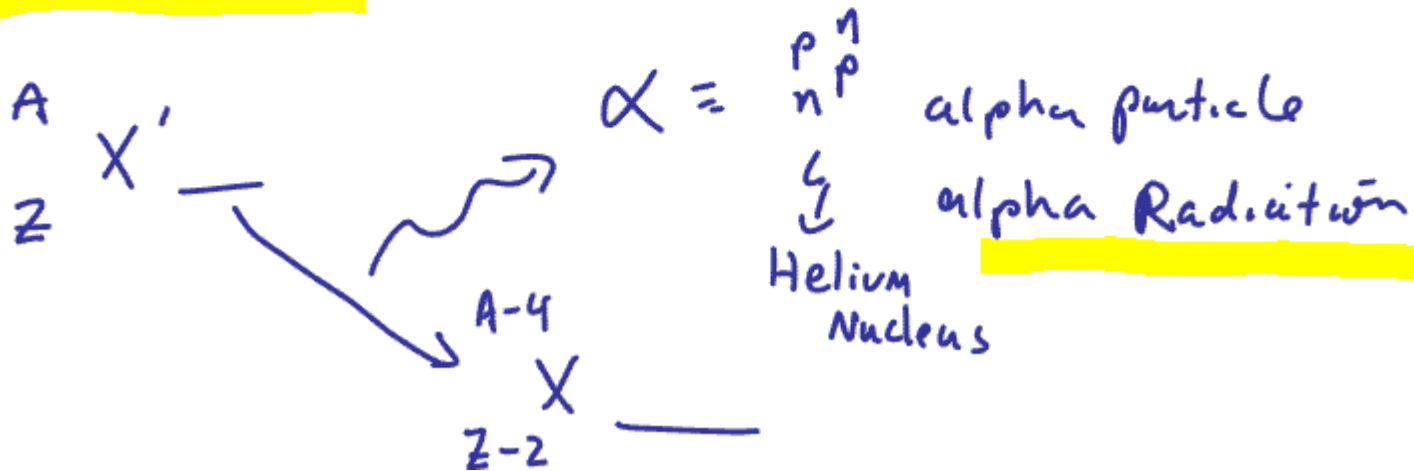 A
Z X'
α ≡ p n n p alpha particle
alpha Radiation
Helium
Nucleus
A-4
X
Z-2